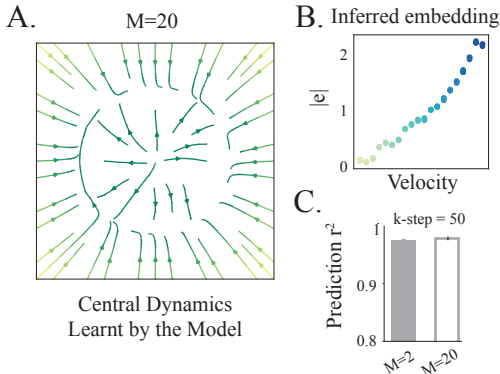 A.
M=20
Central Dynamics
Learnt by the Model
B.
Inferred embedding
|e|
2
1
0
Velocity
C.
k-step = 50
Prediction r²
1
0.9
0.8
M=2
M=20